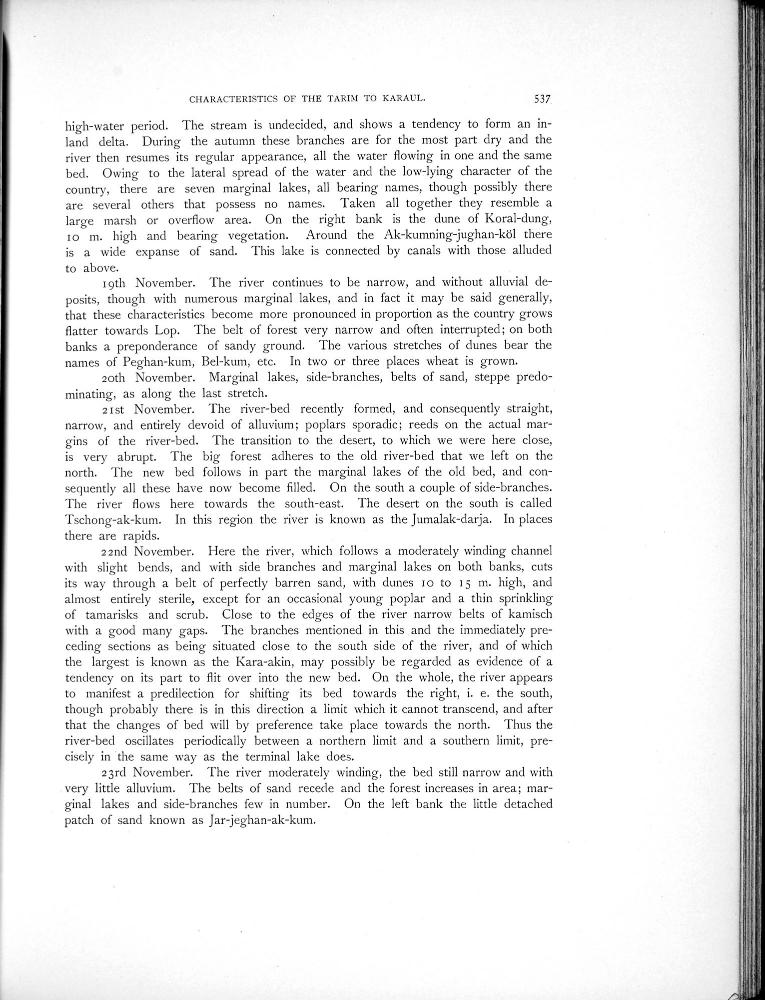 CHARACTERISTICS OF THE TARIM TO KARAUL. 537
high-water period. The stream is undecided, and shows a tendency to form an in-
land delta. During the autumn these branches are for the most part dry and the
river then resumes its regular appearance, all the water flowing in one and the same
bed. Owing to the lateral spread of the water and the low-lying character of the
country, there are seven marginal lakes, all bearing names, though possibly there
are several others that possess no names. Taken all together they resemble a
large marsh or overflow area. On the right bank is the dune of Koral-dung,
10 m. high and bearing vegetation. Around the Ak-kumning-jughan-köl there
is a wide expanse of sand. This lake is connected by canals with those alluded
to above.
19th November. The river continues to be narrow, and without alluvial de-
posits, though with numerous marginal lakes, and in fact it may be said generally,
that these characteristics become more pronounced in proportion as the country grows
flatter towards Lop. The belt of forest very narrow and often interrupted; on both
banks a preponderance of sandy ground. The various stretches of dunes bear the
names of Peghan-kum, Bel-kum, etc. In two or three places wheat is grown.
20th November. Marginal lakes, side-branches, belts of sand, steppe predo-
minating, as along the last stretch.
21st November. The river-bed recently formed, and consequently straight,
narrow, and entirely devoid of alluvium; poplars sporadic; reeds on the actual mar-
gins of the river-bed. The transition to the desert, to which we were here close,
is very abrupt. The big forest adheres to the old river-bed that we left on the
north. The new bed follows in part the marginal lakes of the old bed, and con-
sequently all these have now become filled. On the south a couple of side-branches.
The river flows here towards the south-east. The desert on the south is called
Tschong-ak-kum. In this region the river is known as the Jumalak-darja. In places
there are rapids.
22nd November. Here the river, which follows a moderately winding channel
with slight bends, and with side branches and marginal lakes on both banks, cuts
its way through a belt of perfectly barren sand, with dunes 10 to 15 m. high, and
almost entirely sterile, except for an occasional young poplar and a thin sprinkling
of tamarisks and scrub. Close to the edges of the river narrow belts of kamisch
with a good many gaps. The branches mentioned in this and the immediately pre-
ceding sections as being situated close to the south side of the river, and of which
the largest is known as the Kara-akin, may possibly be regarded as evidence of a
tendency on its part to flit over into the new bed. On the whole, the river appears
to manifest a predilection for shifting its bed towards the right, i. e. the south,
though probably there is in this direction a limit which it cannot transcend, and after
that the changes of bed will by preference take place towards the north. Thus the
river-bed oscillates periodically between a northern limit and a southern limit, pre-
cisely in the same way as the terminal lake does.
23rd November. The river moderately winding, the bed still narrow and with
very little alluvium. The belts of sand recede and the forest increases in area; mar-
ginal lakes and side-branches few in number. On the left bank the little detached
patch of sand known as Jar-jeghan-ak-kum.